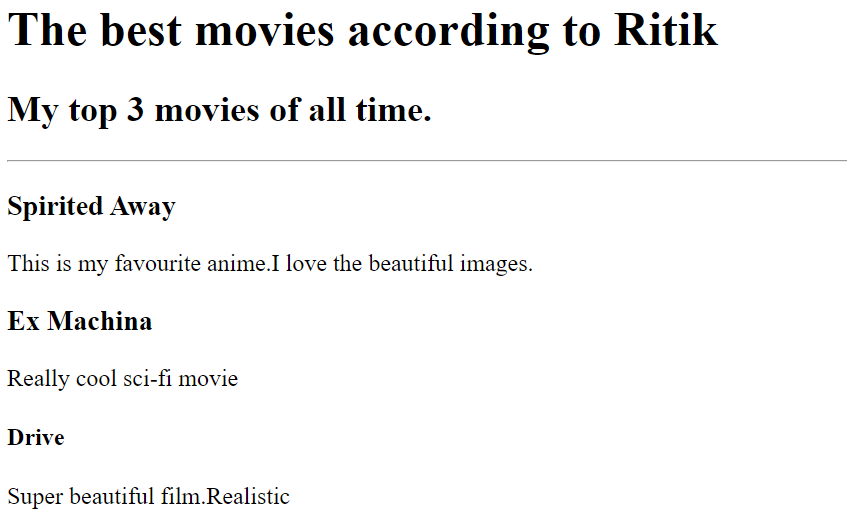 The best movies according to Ritik
My top 3 movies of all time.
Spirited Away
This is my favourite anime.I love the beautiful images.
Ex Machina
Really cool sci-fi movie
Drive
Super beautiful film.Realistic